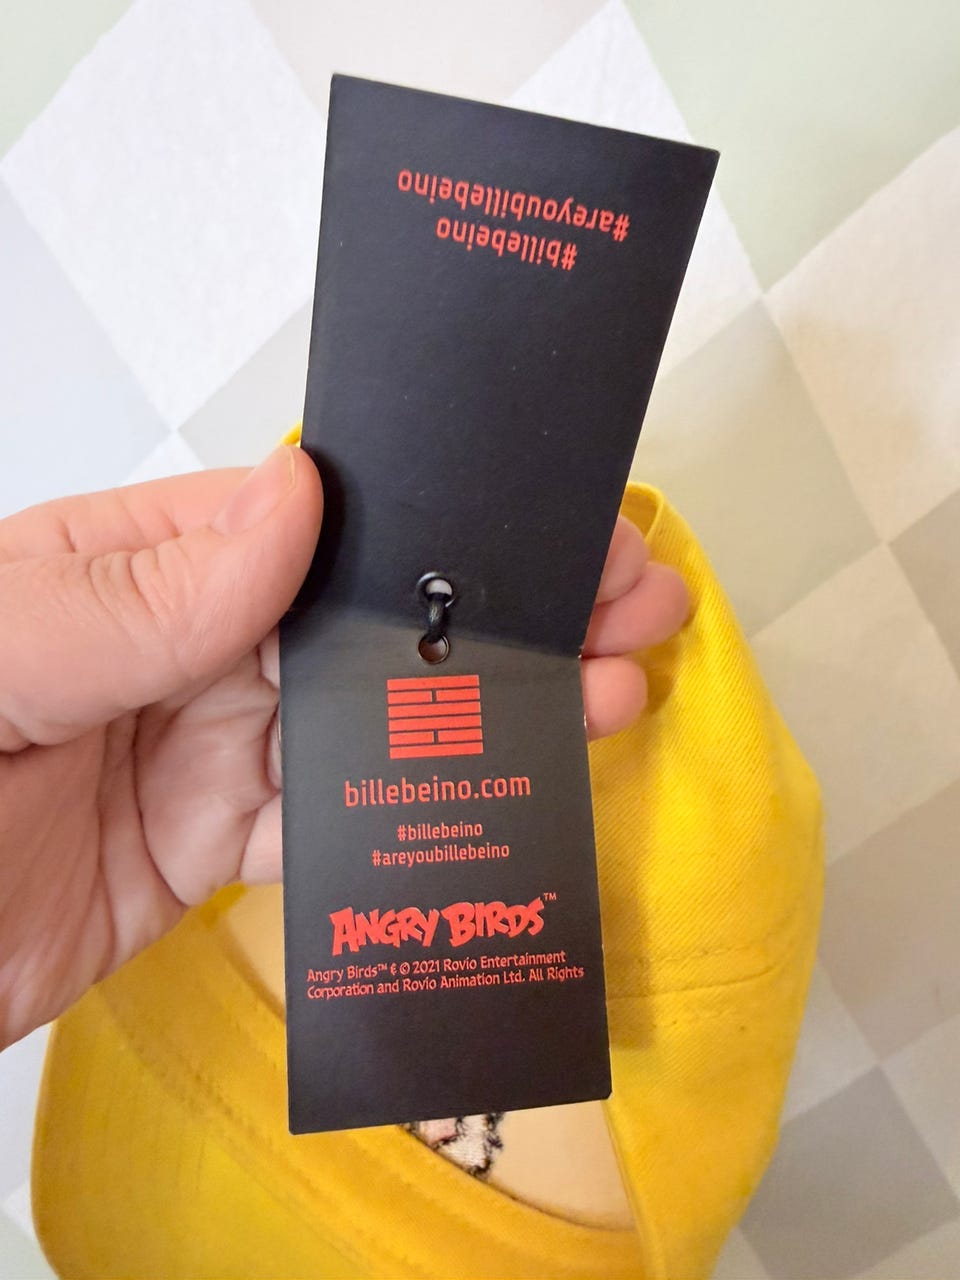 #billebeino
#areyoubillebeino
billebeino.com
#billebeino
#areyoubillebeino
ANGRY BIRDS™
Angry Birds™ & © 2021 Rovio Entertainment
Corporation and Rovio Animation Ltd. All Rights